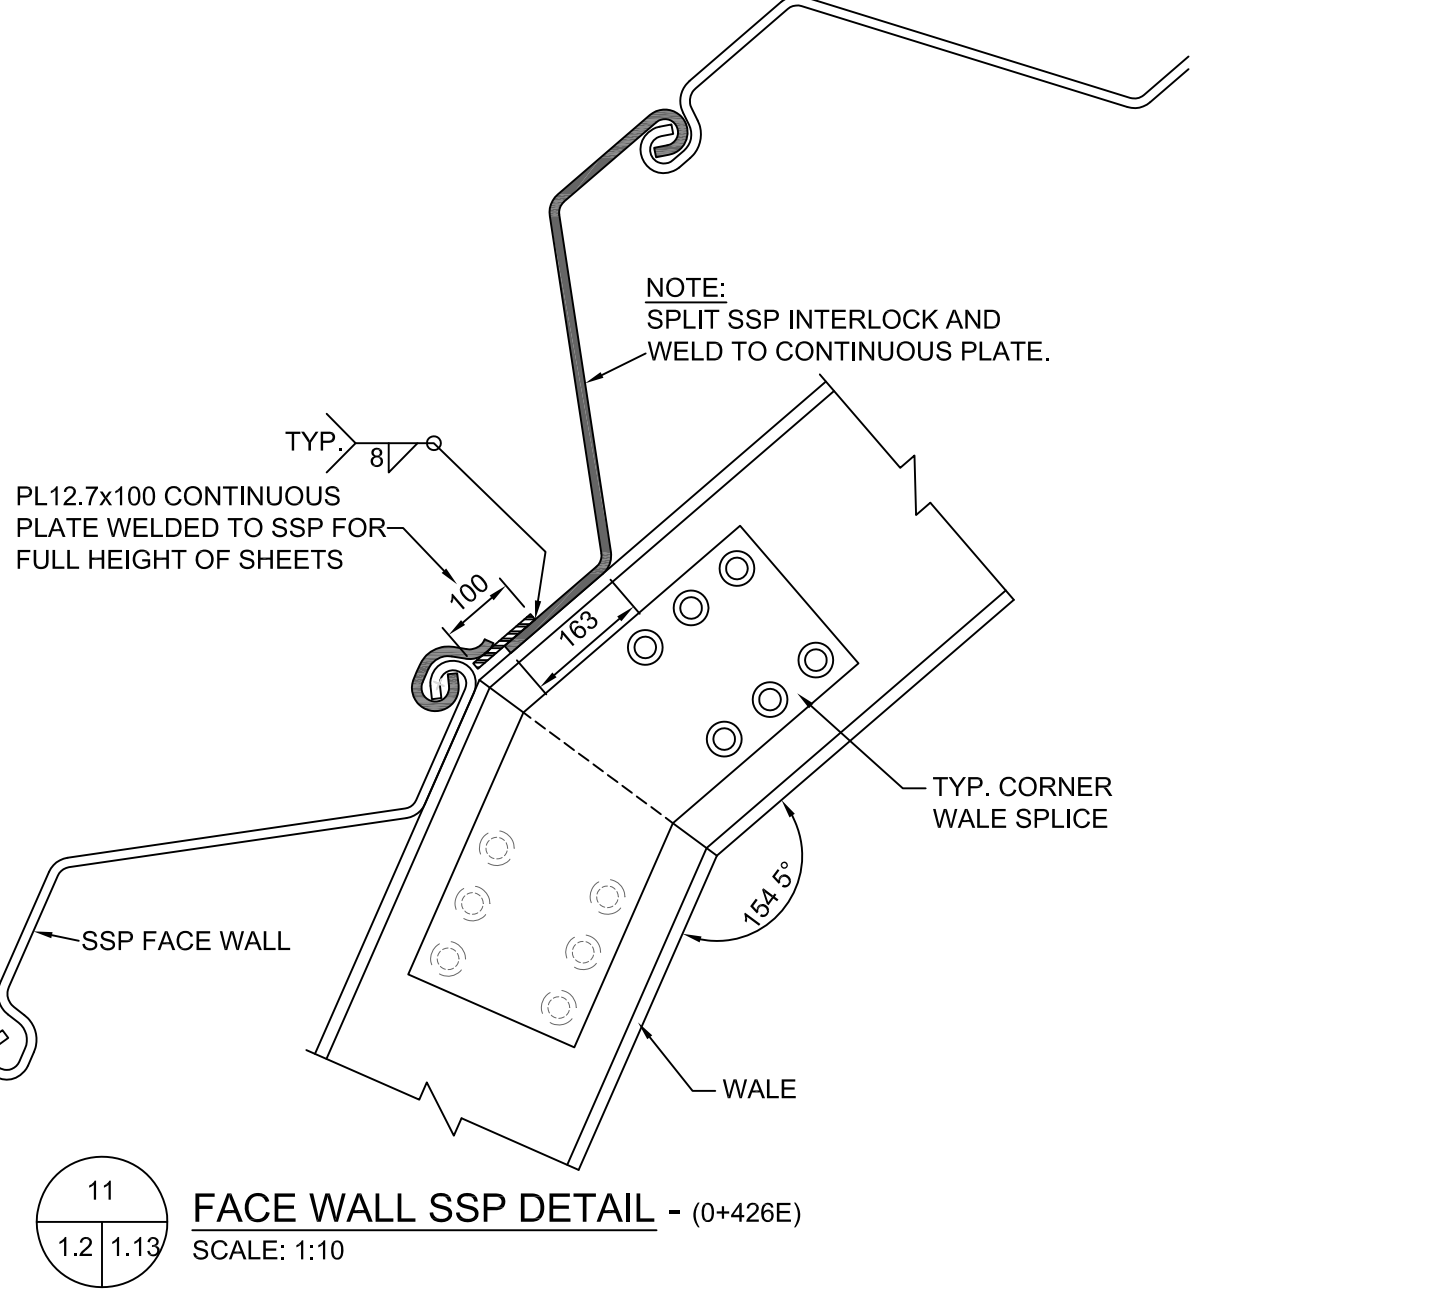 NOTE:
SPLIT SSP INTERLOCK AND
WELD TO CONTINUOUS PLATE.
TYP.
8
PL12.7x100 CONTINUOUS
PLATE WELDED TO SSP FOR
FULL HEIGHT OF SHEETS
100
163
TYP. CORNER
WALE SPLICE
154 5°
SSP FACE WALL
WALE
11
1.2 1.13
FACE WALL SSP DETAIL - (0+426E)
SCALE: 1:10